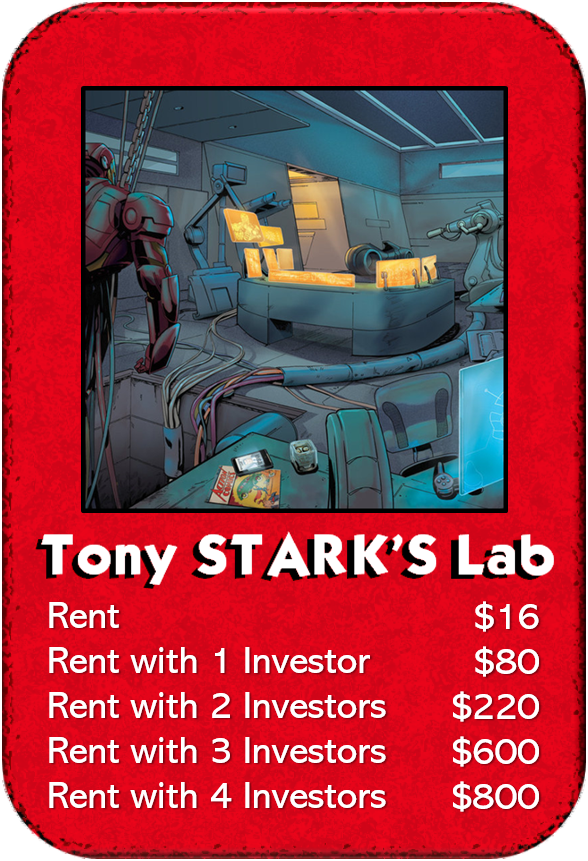 Tony STARK'S Lab
Rent $16
Rent with 1 Investor $80
Rent with 2 Investors $220
Rent with 3 Investors $600
Rent with 4 Investors $800